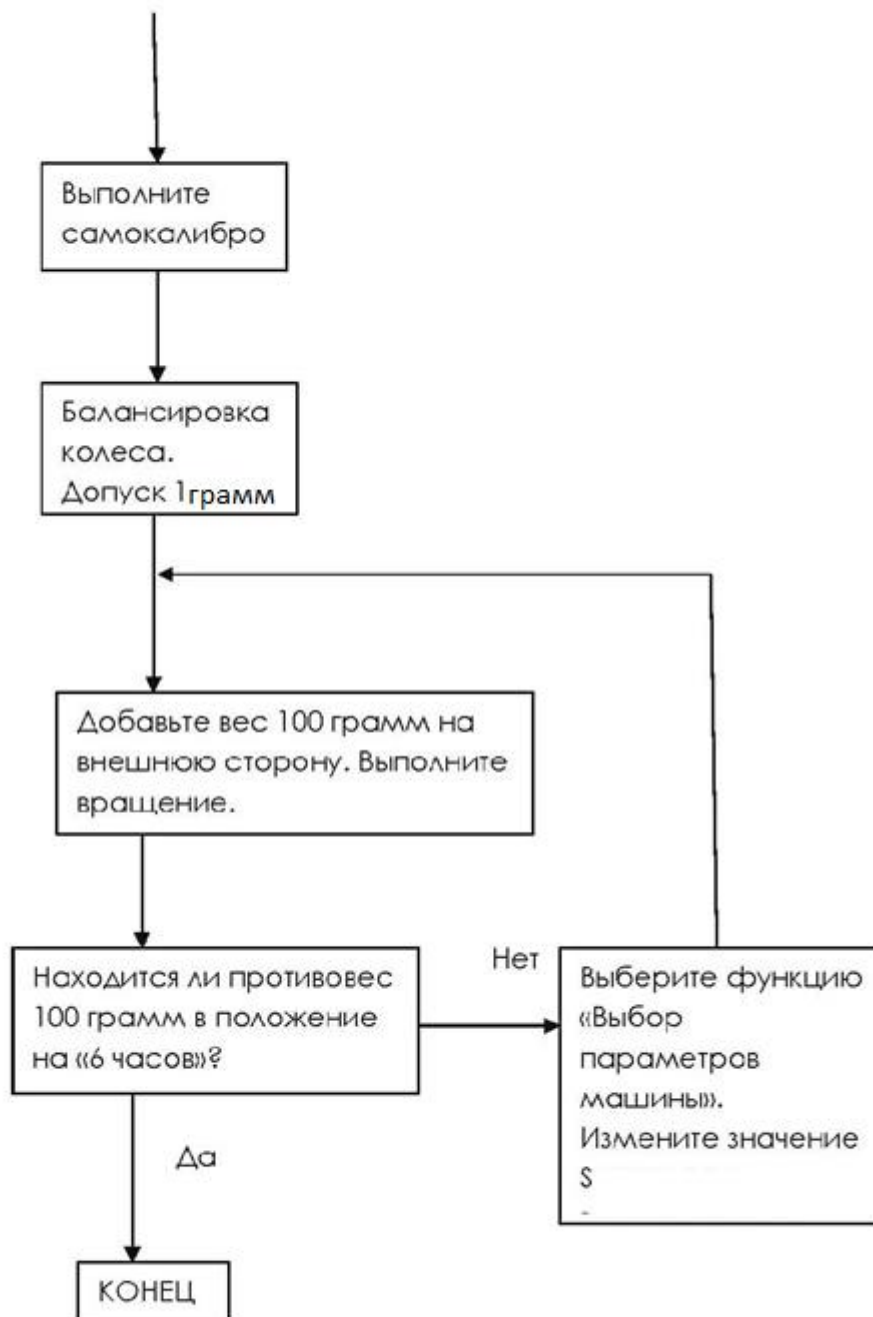 Выполните
самокалибро
Балансировка
колеса.
Допуск 1грамм
Добавьте вес 100 грамм на
внешнюю сторону. Выполните
вращение.
Находится ли противовес
100 грамм в положение
на «6 часов»?
Нет
Выберите функцию
«Выбор
параметров
машины».
Измените значение
S
Да
КОНЕЦ